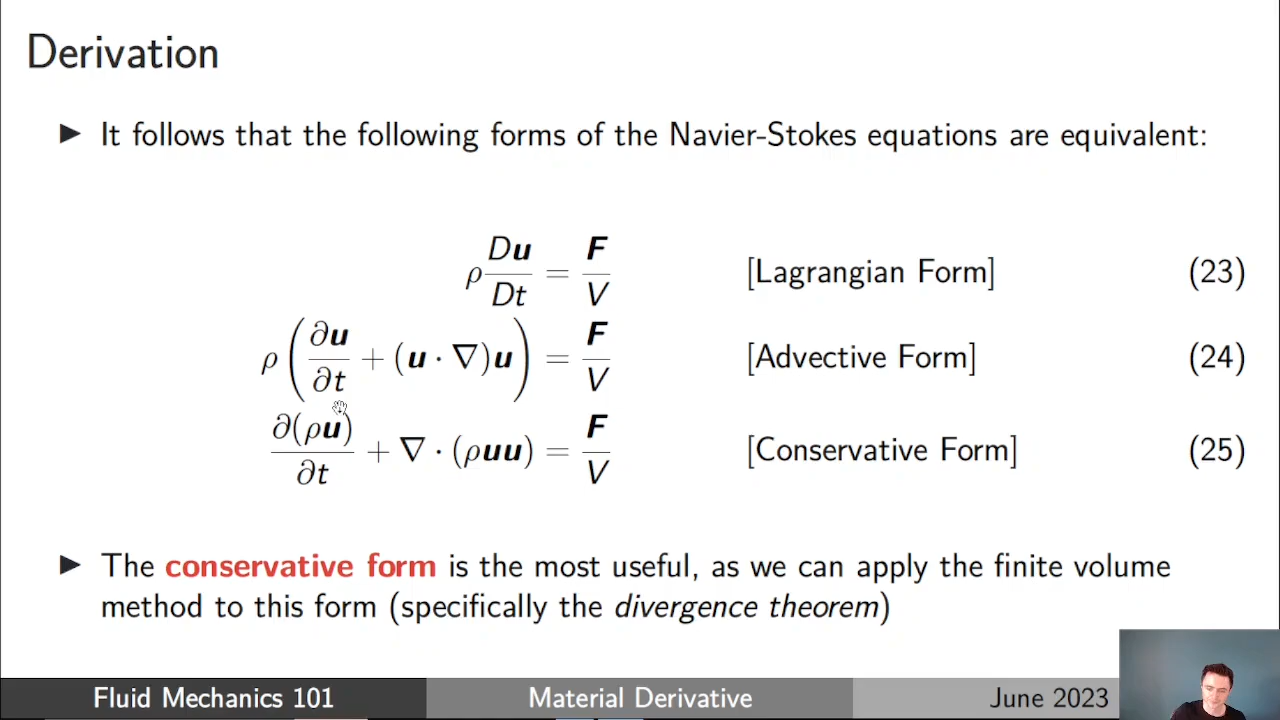 Derivation
▶ It follows that the following forms of the Navier-Stokes equations are equivalent:
ρ Du/Dt = F/V [Lagrangian Form] (23)
ρ(∂u/∂t + (u · ∇)u) = F/V [Advective Form] (24)
∂(ρu)/∂t + ∇ · (ρuu) = F/V [Conservative Form] (25)
▶ The conservative form is the most useful, as we can apply the finite volume
method to this form (specifically the divergence theorem)
Fluid Mechanics 101 Material Derivative June 2023